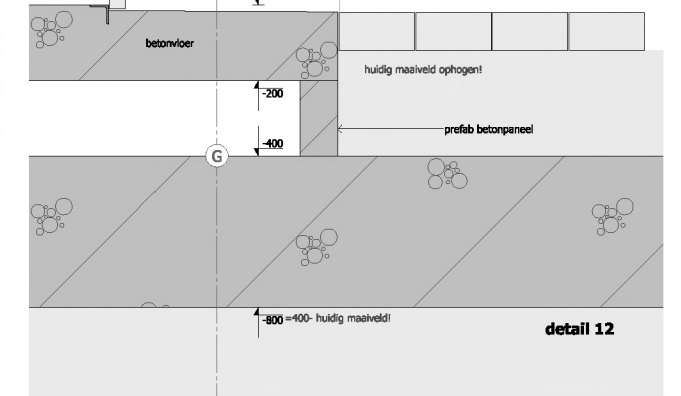 betonvloer
huidig maaiveld ophogen!
-200
prefab betonpaneel
-400
G
-800 =400- huidig maaiveld!
detail 12